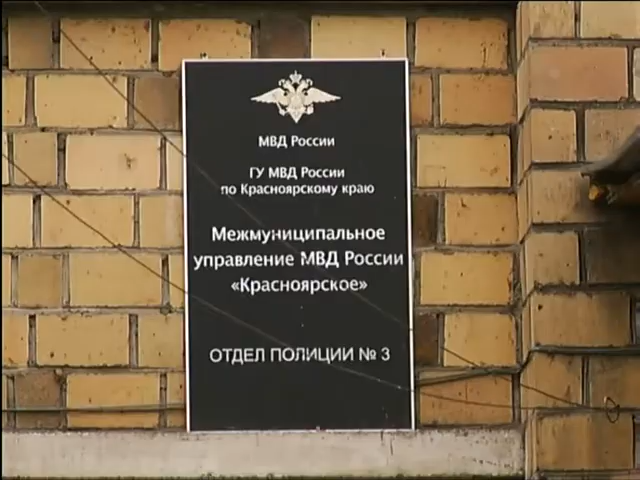 МВД России
ГУ МВД России
по Красноярскому краю
Межмуниципальное
управление МВД России
«Красноярское»
ОТДЕЛ ПОЛИЦИИ № 3